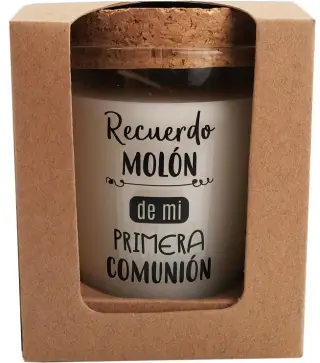 Recuerdo
MOLÓN
de mi
PRIMERA
COMUNIÓN